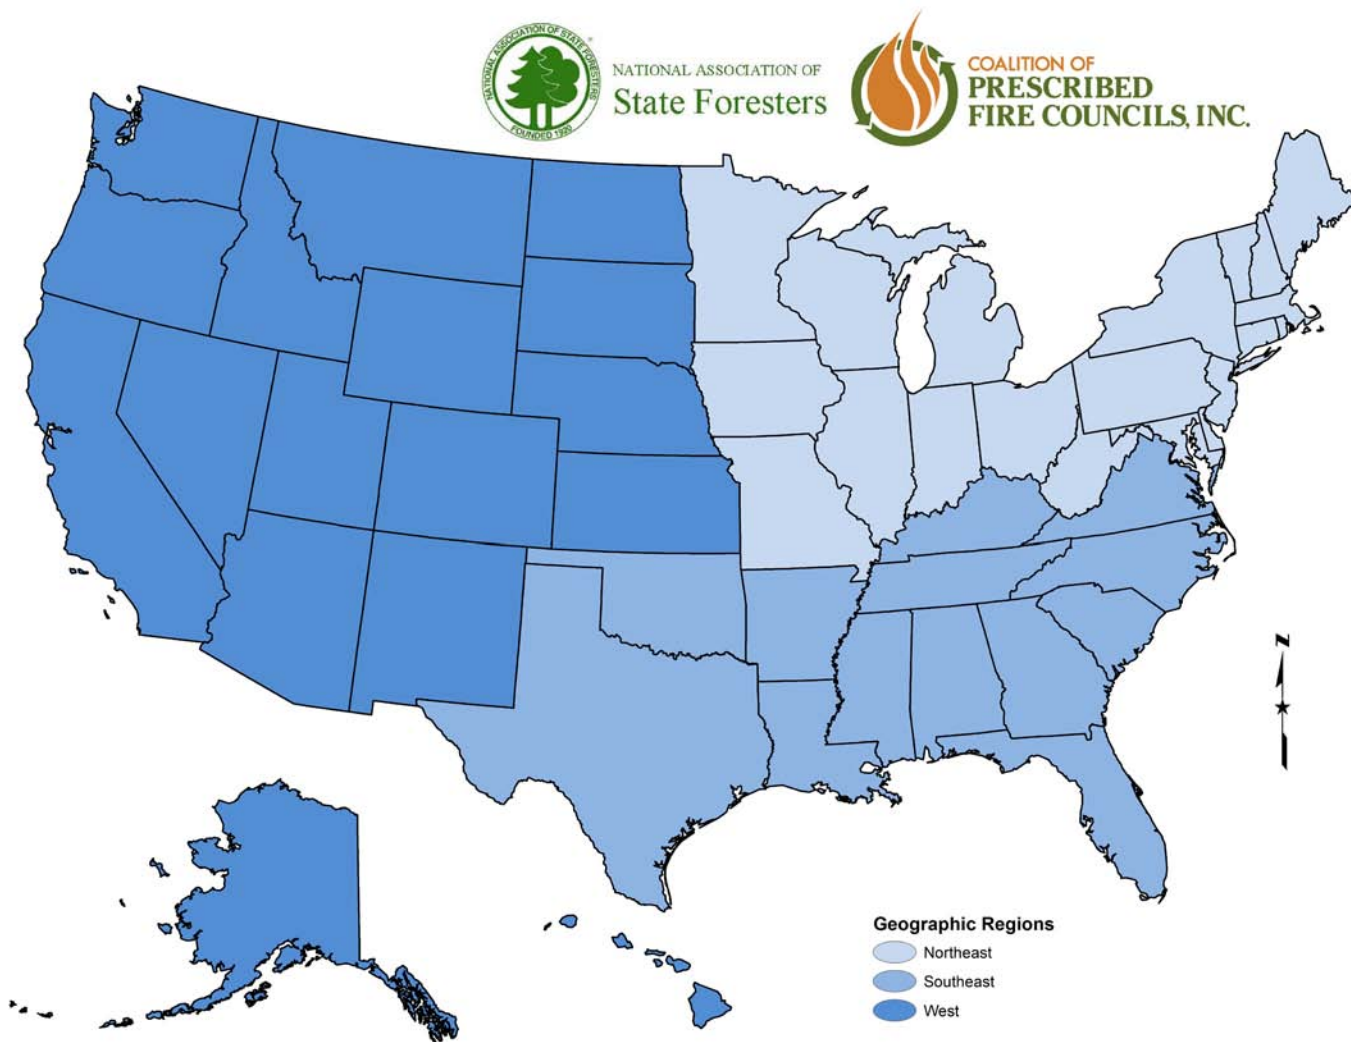 NATIONAL ASSOCIATION OF STATE FORESTERS
FOUNDED 1920
NATIONAL ASSOCIATION OF
State Foresters
COALITION OF
PRESCRIBED
FIRE COUNCILS, INC.
N
Geographic Regions
Northeast
Southeast
West